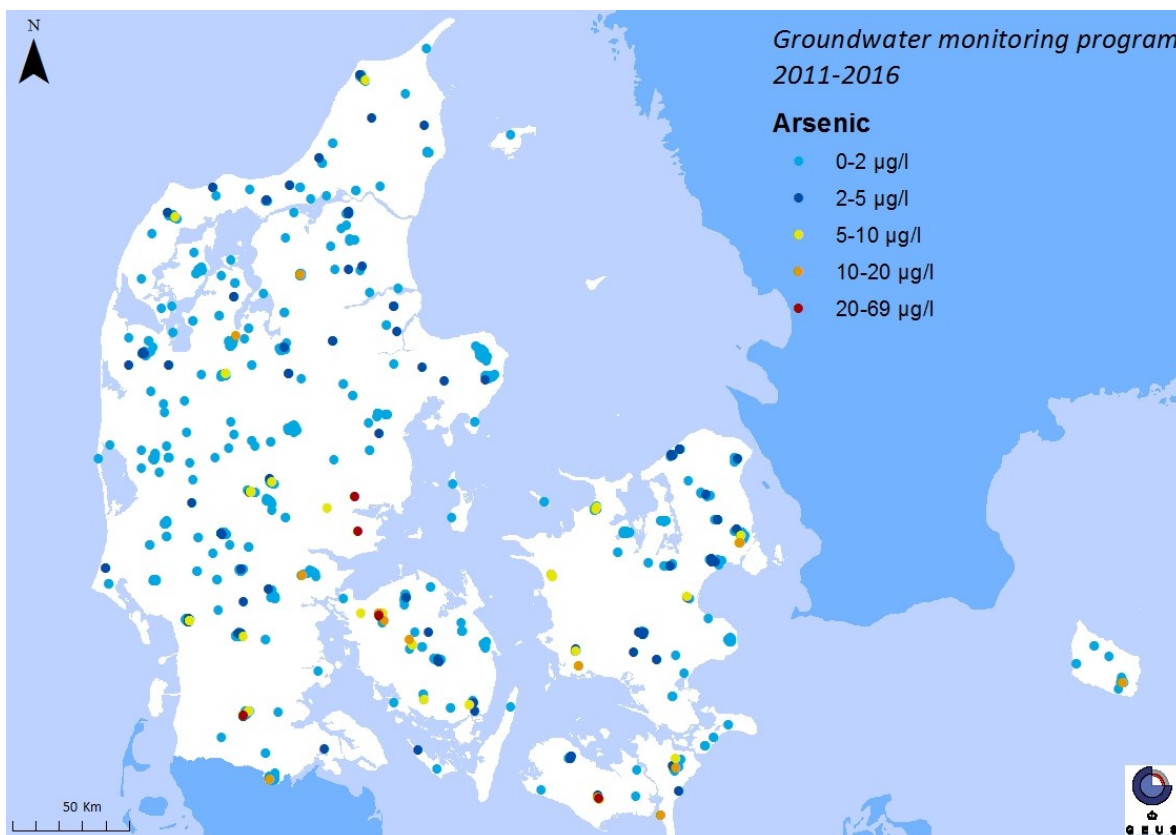 N
Groundwater monitoring program
2011-2016
Arsenic
0-2 µg/l
2-5 µg/l
5-10 µg/l
10-20 µg/l
20-69 µg/l
50 Km
G E U S